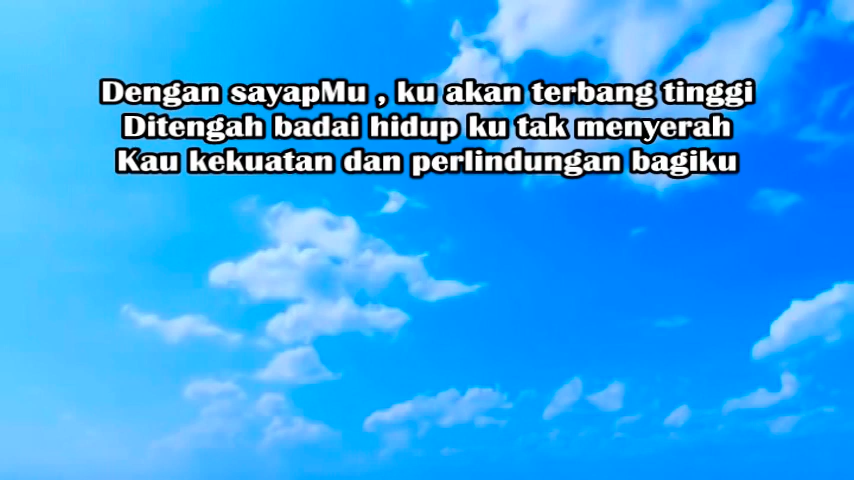 Dengan sayapMu , ku akan terbang tinggi
Ditengah badai hidup ku tak menyerah
Kau kekuatan dan perlindungan bagiku